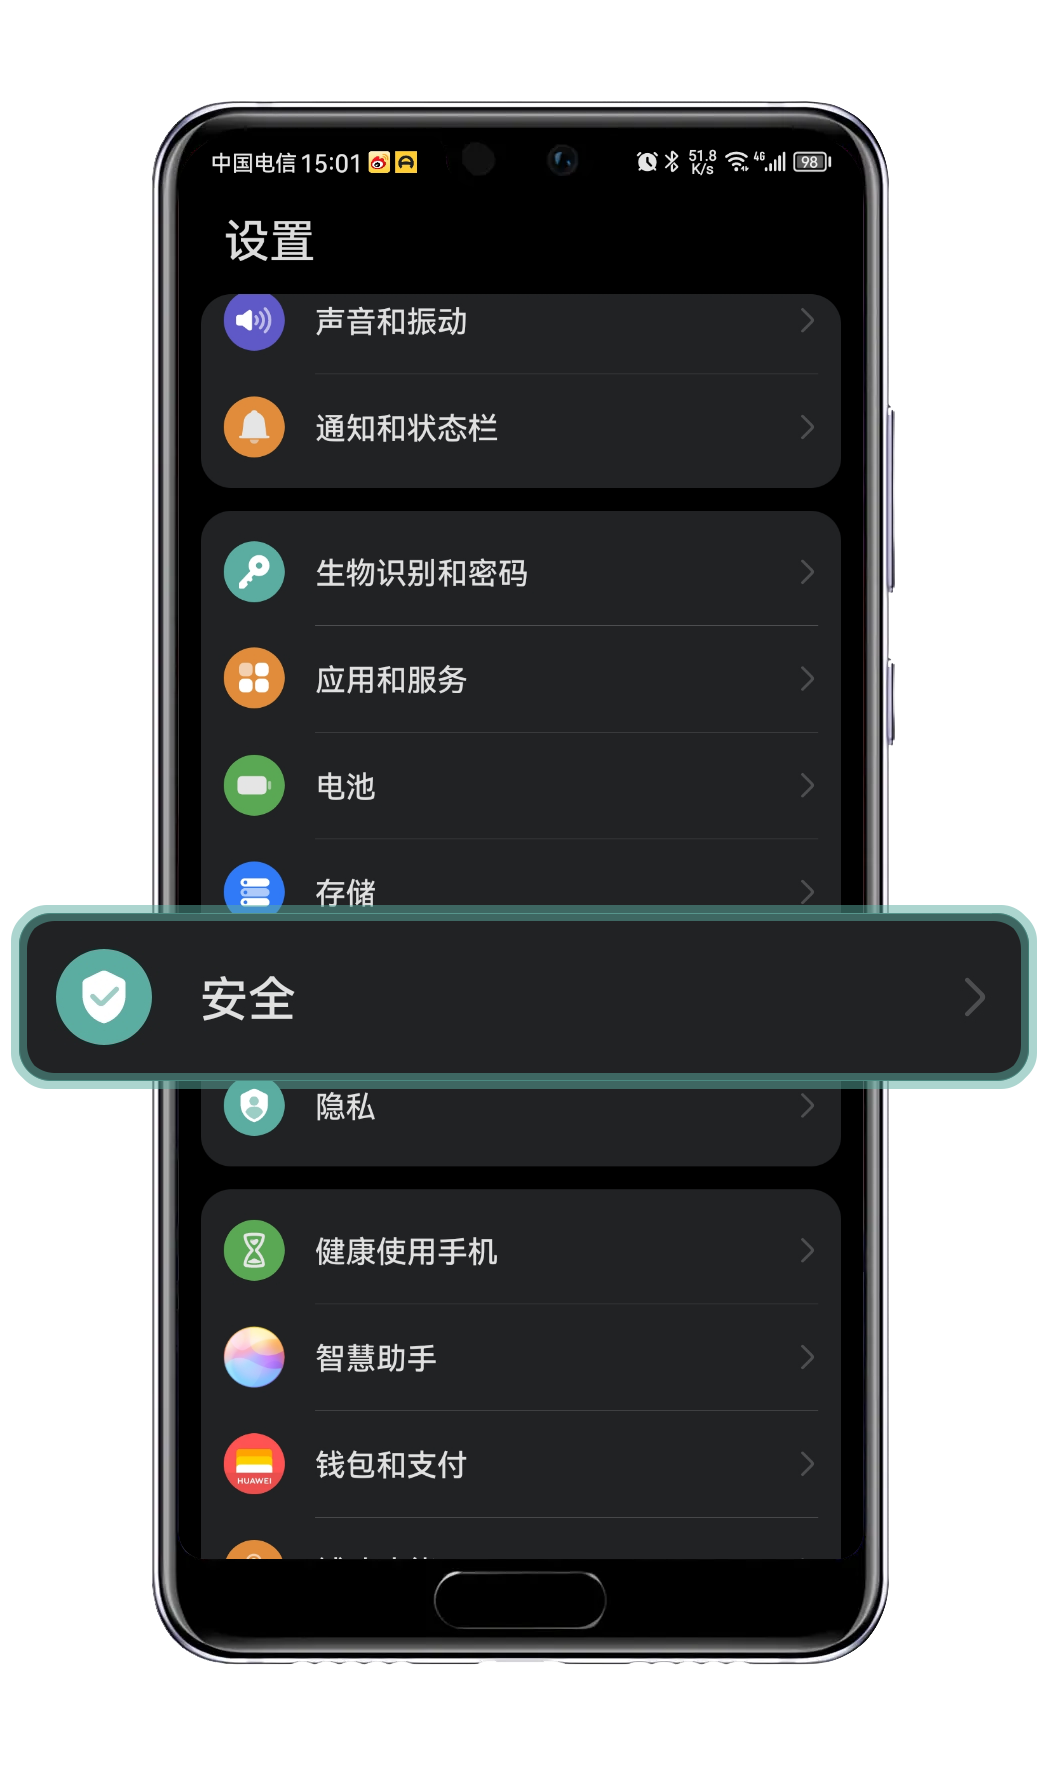 中国电信 15:01 51.8 K/s 4G 98
设置
声音和振动
通知和状态栏
生物识别和密码
应用和服务
电池
存储
安全
隐私
健康使用手机
智慧助手
HUAWEI 钱包和支付